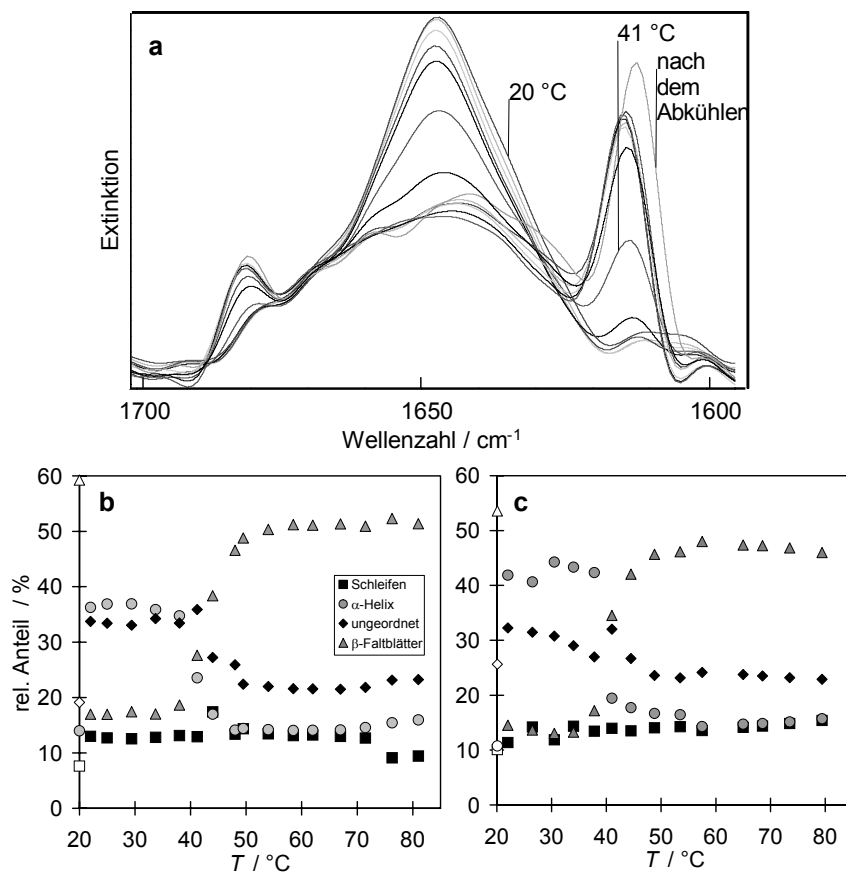 a
41 °C
nach
dem
Abkühlen
20 °C
Extinktion
1700
1650
1600
Wellenzahl / cm⁻¹
b
60
50
40
30
20
10
0
rel. Anteil / %
Schleifen
α-Helix
ungeordnet
β-Faltblätter
20 30 40 50 60 70 80
T / °C
c
60
50
40
30
20
10
0
20 30 40 50 60 70 80
T / °C